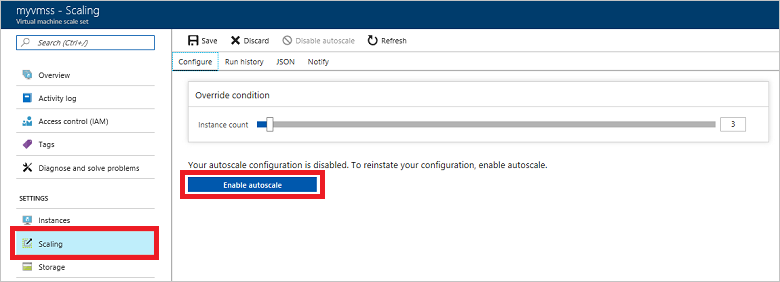 myvmss - Scaling
Virtual machine scale set
Search (Ctrl+/)
Overview
Activity log
Access control (IAM)
Tags
Diagnose and solve problems
SETTINGS
Instances
Scaling
Storage
Save Discard Disable autoscale Refresh
Configure Run history JSON Notify
Override condition
Instance count 3
Your autoscale configuration is disabled. To reinstate your configuration, enable autoscale.
Enable autoscale